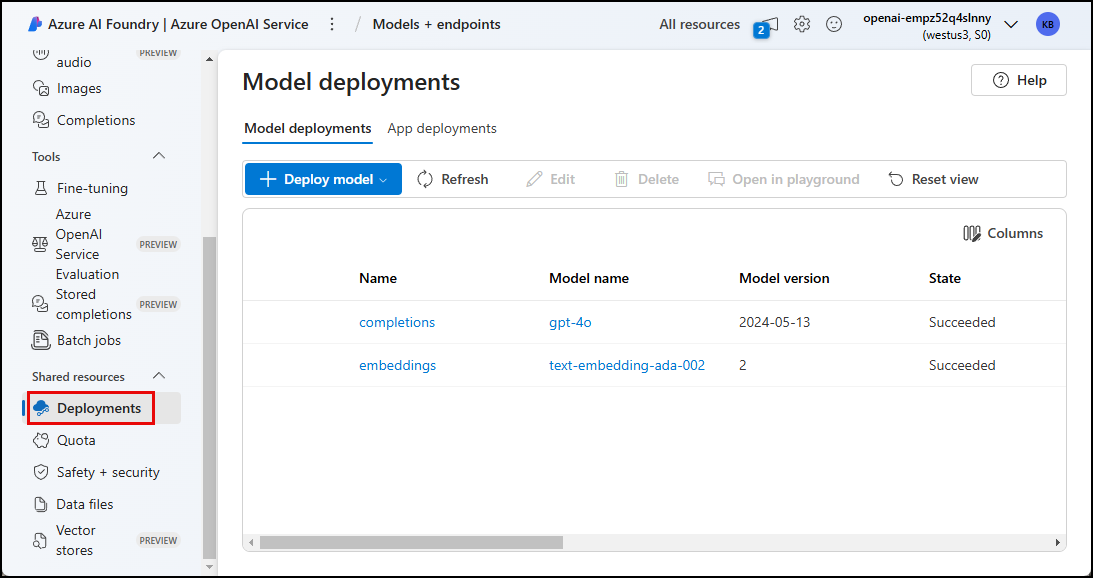 Azure AI Foundry | Azure OpenAI Service / Models + endpoints All resources 2 openai-empz52q4slnny (westus3, S0) KB
audio PREVIEW
Images
Completions
Tools
Fine-tuning
Azure
OpenAI
Service
Evaluation
PREVIEW
Stored
completions
PREVIEW
Batch jobs
Shared resources
Deployments
Quota
Safety + security
Data files
Vector
stores
PREVIEW
Model deployments
Help
Model deployments App deployments
+ Deploy model Refresh Edit Delete Open in playground Reset view
Columns
Name Model name Model version State
completions gpt-4o 2024-05-13 Succeeded
embeddings text-embedding-ada-002 2 Succeeded